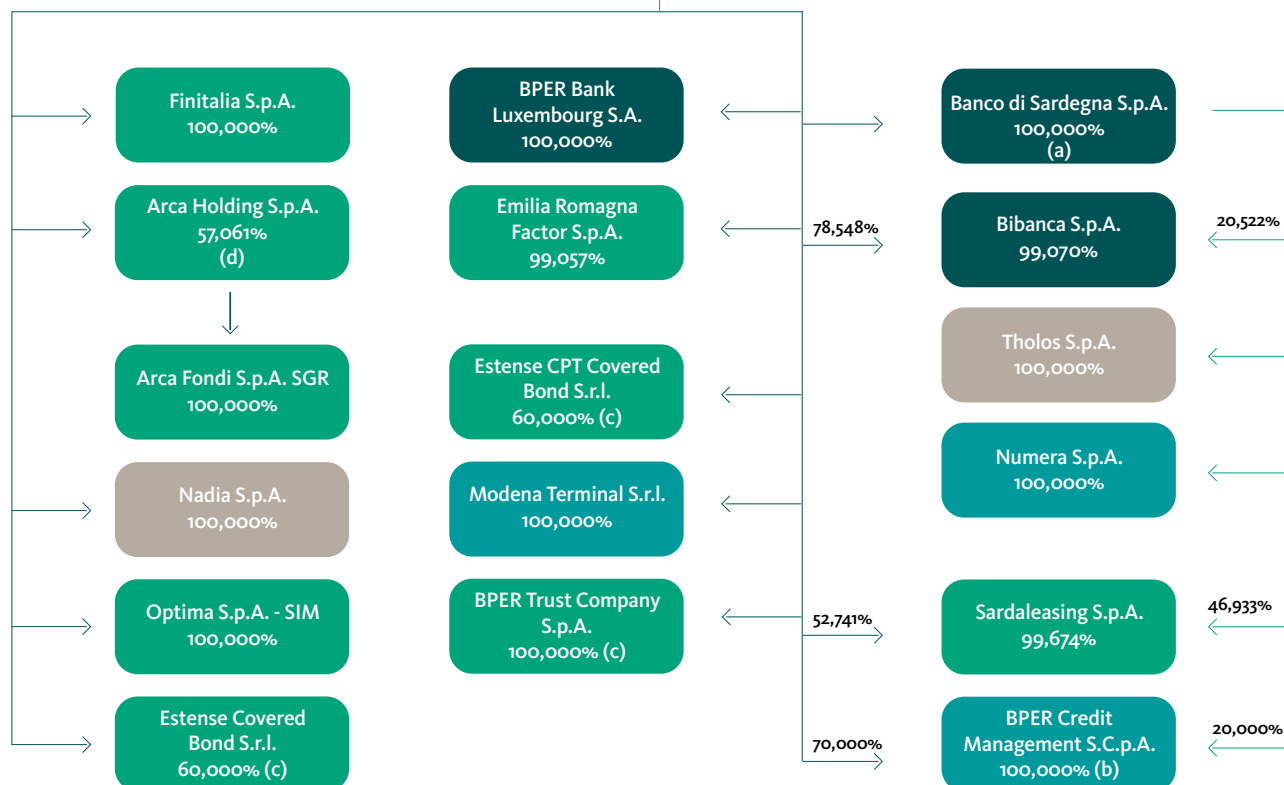 Finitalia S.p.A.
100,000%
Arca Holding S.p.A.
57,061%
(d)
Arca Fondi S.p.A. SGR
100,000%
Nadia S.p.A.
100,000%
Optima S.p.A. - SIM
100,000%
Estense Covered
Bond S.r.l.
60,000% (c)
BPER Bank
Luxembourg S.A.
100,000%
Emilia Romagna
Factor S.p.A.
99,057%
Estense CPT Covered
Bond S.r.l.
60,000% (c)
Modena Terminal S.r.l.
100,000%
BPER Trust Company
S.p.A.
100,000% (c)
Banco di Sardegna S.p.A.
100,000%
(a)
78,548%
Bibanca S.p.A.
99,070%
20,522%
Tholos S.p.A.
100,000%
Numera S.p.A.
100,000%
52,741%
Sardaleasing S.p.A.
99,674%
46,933%
70,000%
BPER Credit
Management S.C.p.A.
100,000% (b)
20,000%